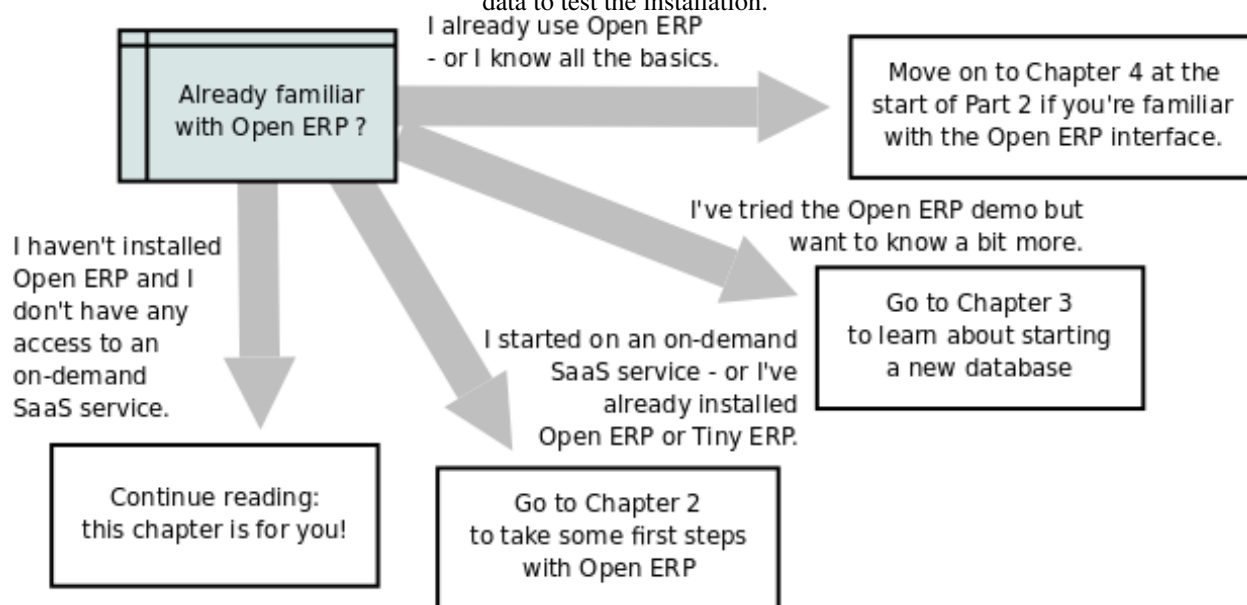 data to test the installation.
I already use Open ERP
- or I know all the basics.
Already familiar
with Open ERP ?
Move on to Chapter 4 at the
start of Part 2 if you're familiar
with the Open ERP interface.
I've tried the Open ERP demo but
want to know a bit more.
Go to Chapter 3
to learn about starting
a new database
I haven't installed
Open ERP and I
don't have any
access to an
on-demand
SaaS service.
I started on an on-demand
SaaS service - or I've
already installed
Open ERP or Tiny ERP.
Continue reading:
this chapter is for you!
Go to Chapter 2
to take some first steps
with Open ERP